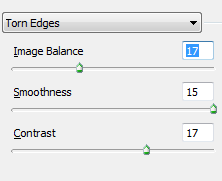 Torn Edges
Image Balance 17
Smoothness 15
Contrast 17